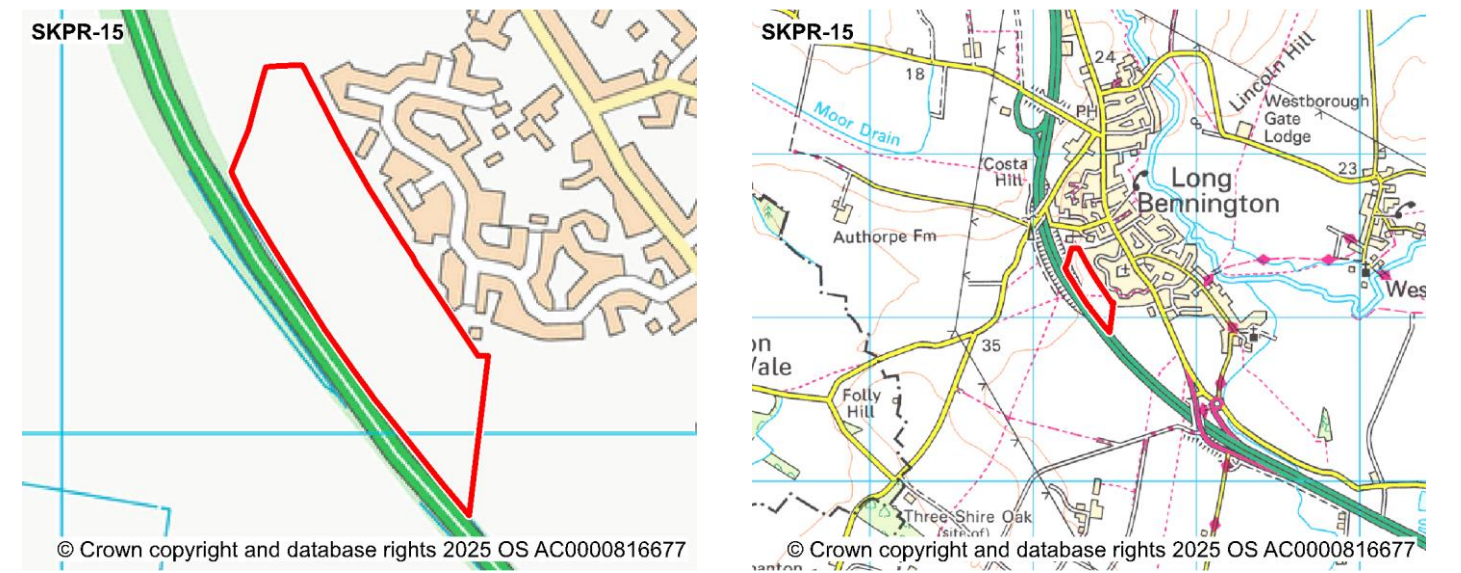 SKPR-15
© Crown copyright and database rights 2025 OS AC0000816677
SKPR-15
24
18
Lincoln Hill
Westborough
Gate
Lodge
PH
Moor Drain
23
Costa
Hill
Long
Bennington
Authorpe Fm
Wes
on
Vale
35
Folly
Hill
Three Shire Oak
(site of)
anton
© Crown copyright and database rights 2025 OS AC0000816677